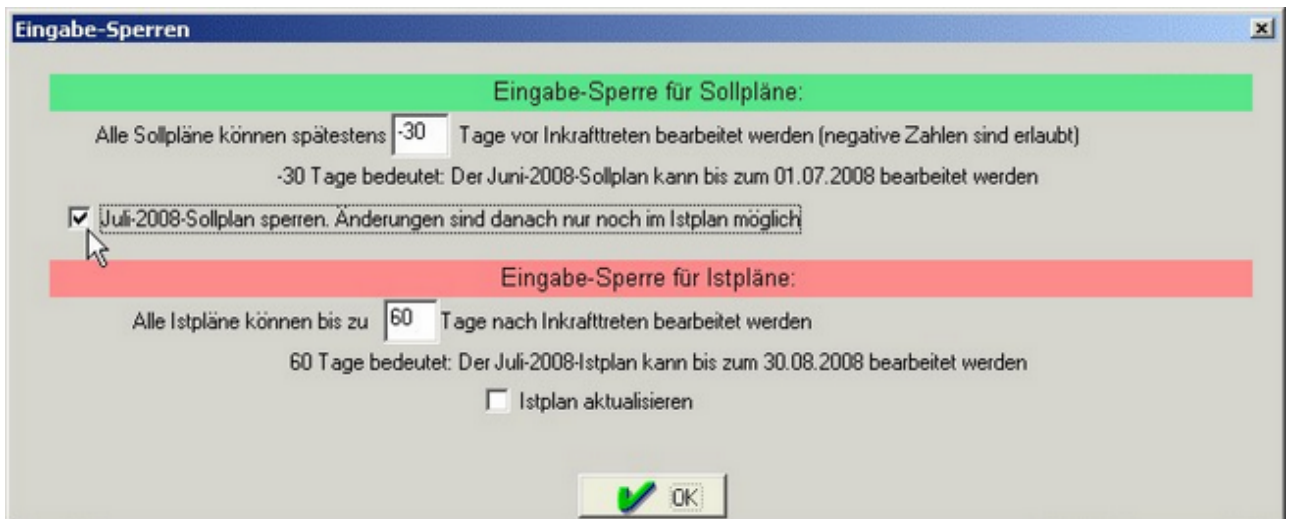 Eingabe-Sperren
Eingabe-Sperre für Sollpläne:
Alle Sollpläne können spätestens -30 Tage vor Inkrafttreten bearbeitet werden (negative Zahlen sind erlaubt)
-30 Tage bedeutet: Der Juni-2008-Sollplan kann bis zum 01.07.2008 bearbeitet werden
Juli-2008-Sollplan sperren. Änderungen sind danach nur noch im Istplan möglich
Eingabe-Sperre für Istpläne:
Alle Istpläne können bis zu 60 Tage nach Inkrafttreten bearbeitet werden
60 Tage bedeutet: Der Juli-2008-Istplan kann bis zum 30.08.2008 bearbeitet werden
Istplan aktualisieren
OK